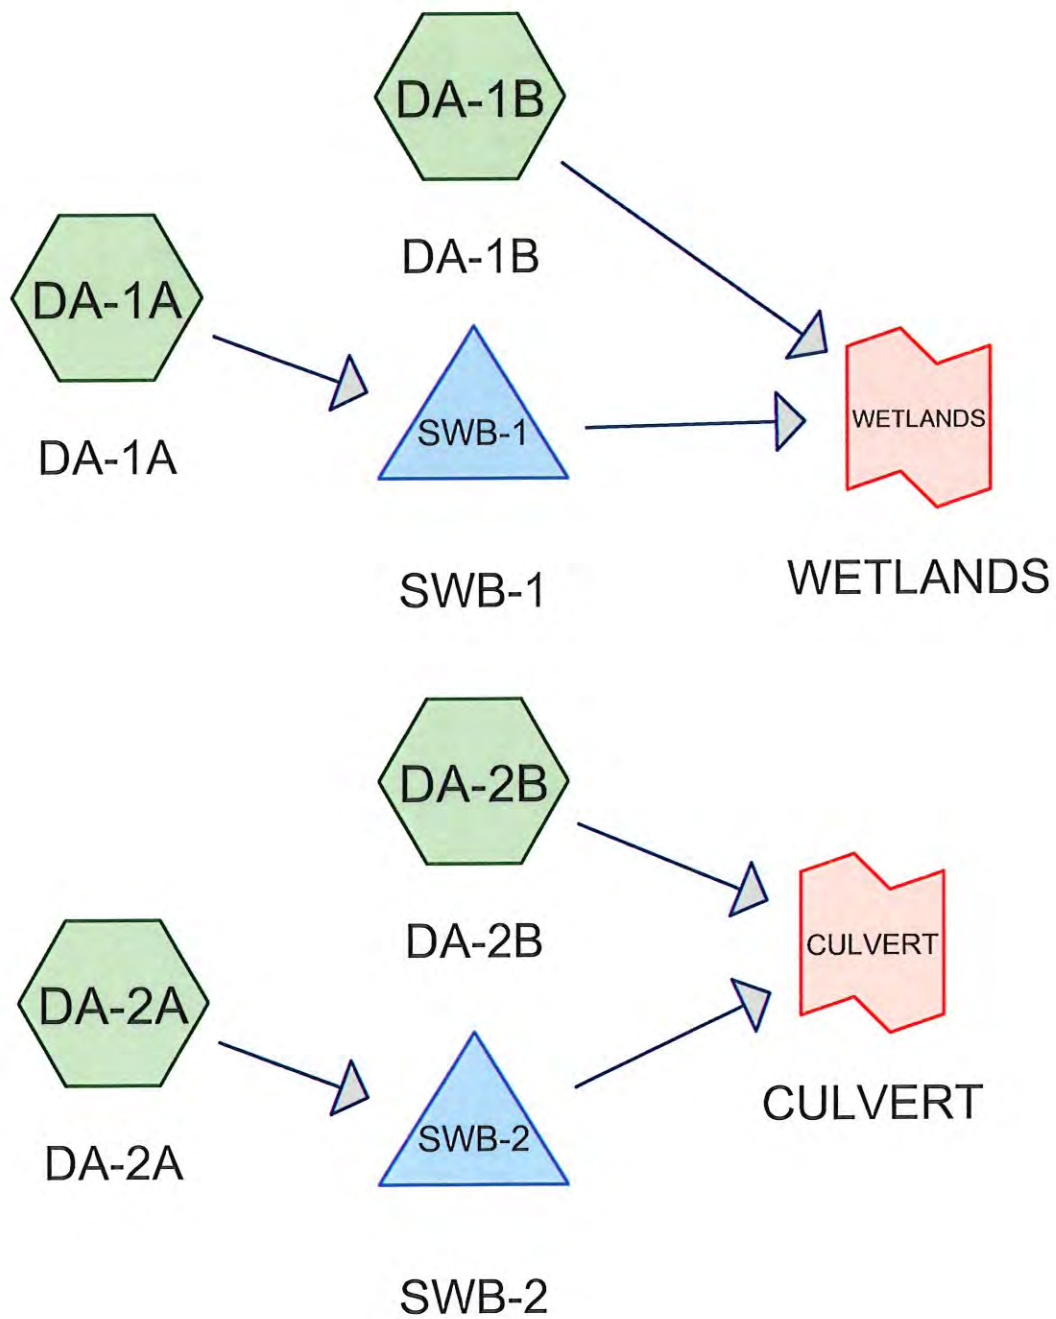 DA-1B
DA-1B
DA-1A
DA-1A
SWB-1
SWB-1
WETLANDS
WETLANDS
DA-2B
DA-2B
DA-2A
DA-2A
SWB-2
SWB-2
CULVERT
CULVERT